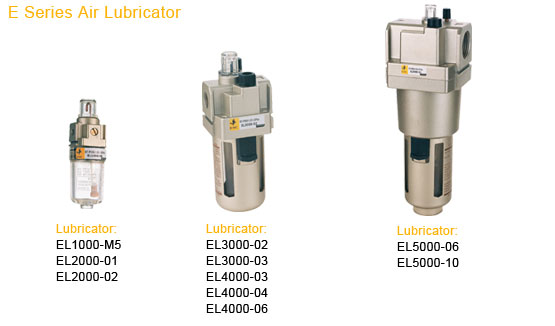 E Series Air Lubricator
Lubricator:
EL1000-M5
EL2000-01
EL2000-02
Lubricator:
EL3000-02
EL3000-03
EL4000-03
EL4000-04
EL4000-06
Lubricator:
EL5000-06
EL5000-10